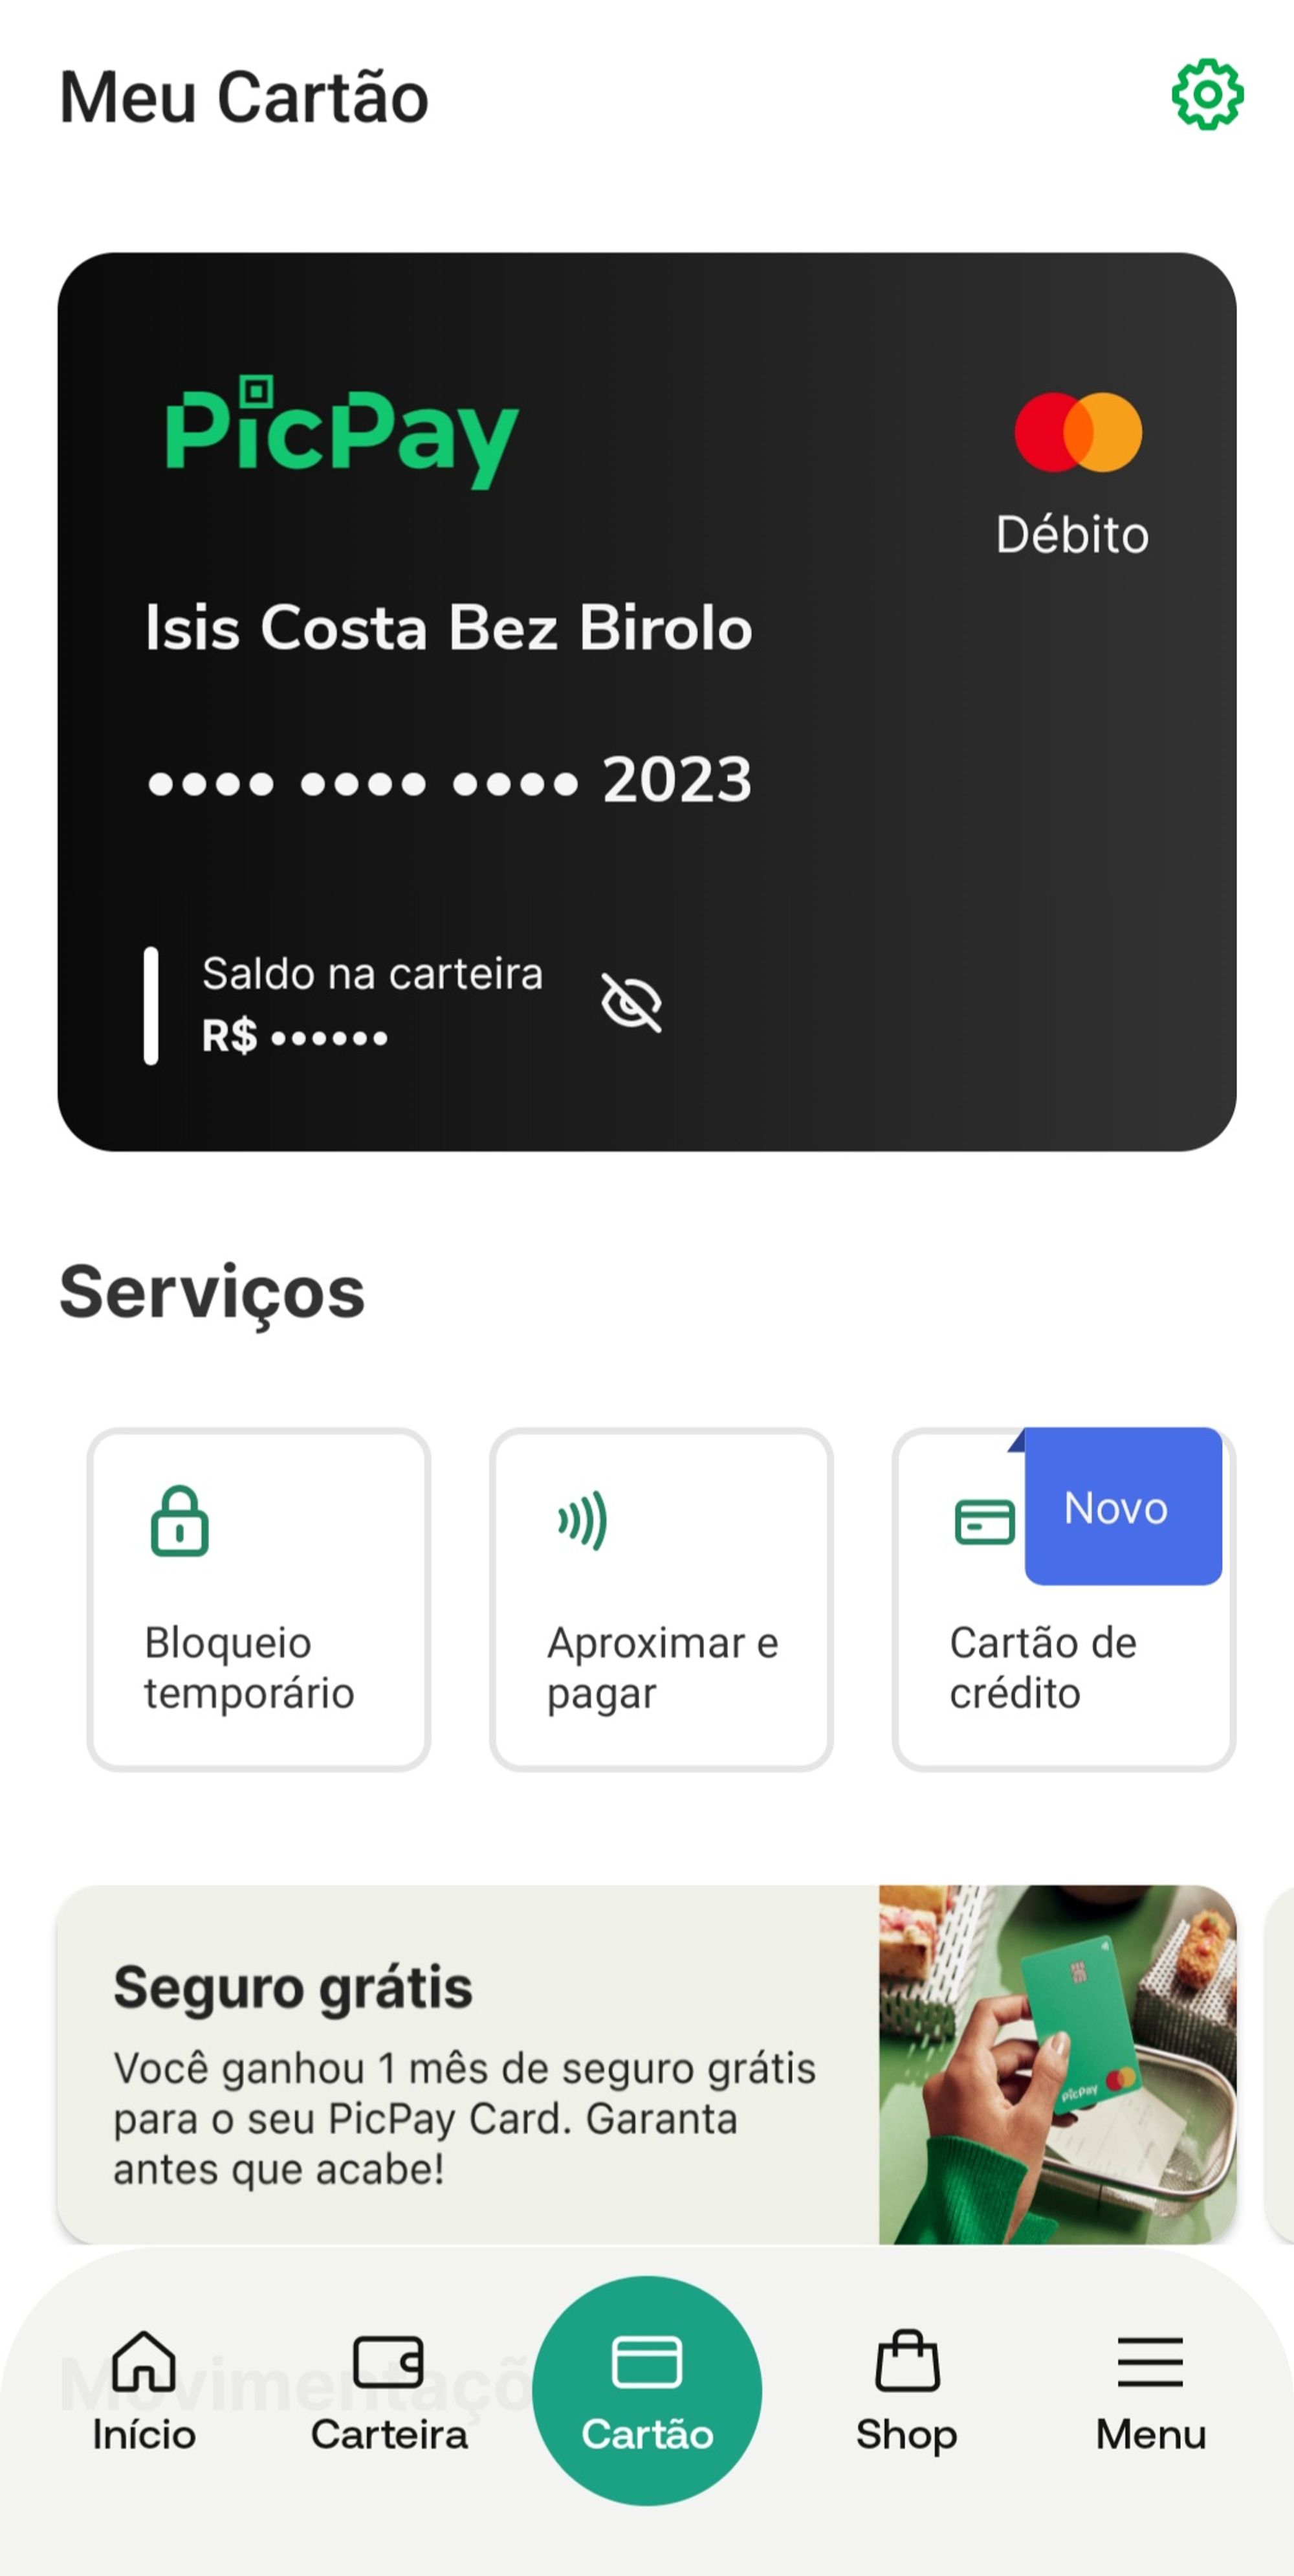 Meu Cartão
PicPay
Débito
Isis Costa Bez Birolo
•••• •••• •••• 2023
Saldo na carteira
R$ ••••••
Serviços
Novo
Bloqueio
temporário
Aproximar e
pagar
Cartão de
crédito
Seguro grátis
Você ganhou 1 mês de seguro grátis
para o seu PicPay Card. Garanta
antes que acabe!
PicPay
Movimentaçõ
Início
Carteira
Cartão
Shop
Menu